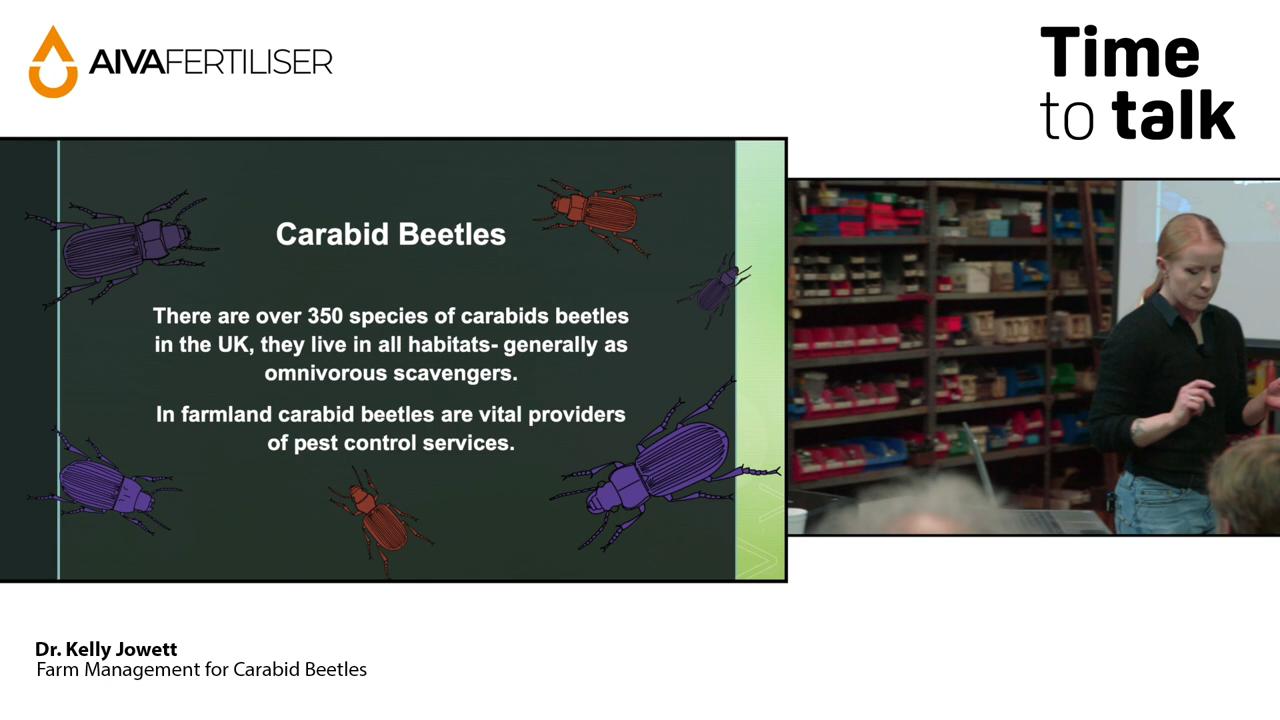 AIVAFERTILISER
Time
to talk
Carabid Beetles
There are over 350 species of carabids beetles
in the UK, they live in all habitats- generally as
omnivorous scavengers.
In farmland carabid beetles are vital providers
of pest control services.
Dr. Kelly Jowett
Farm Management for Carabid Beetles